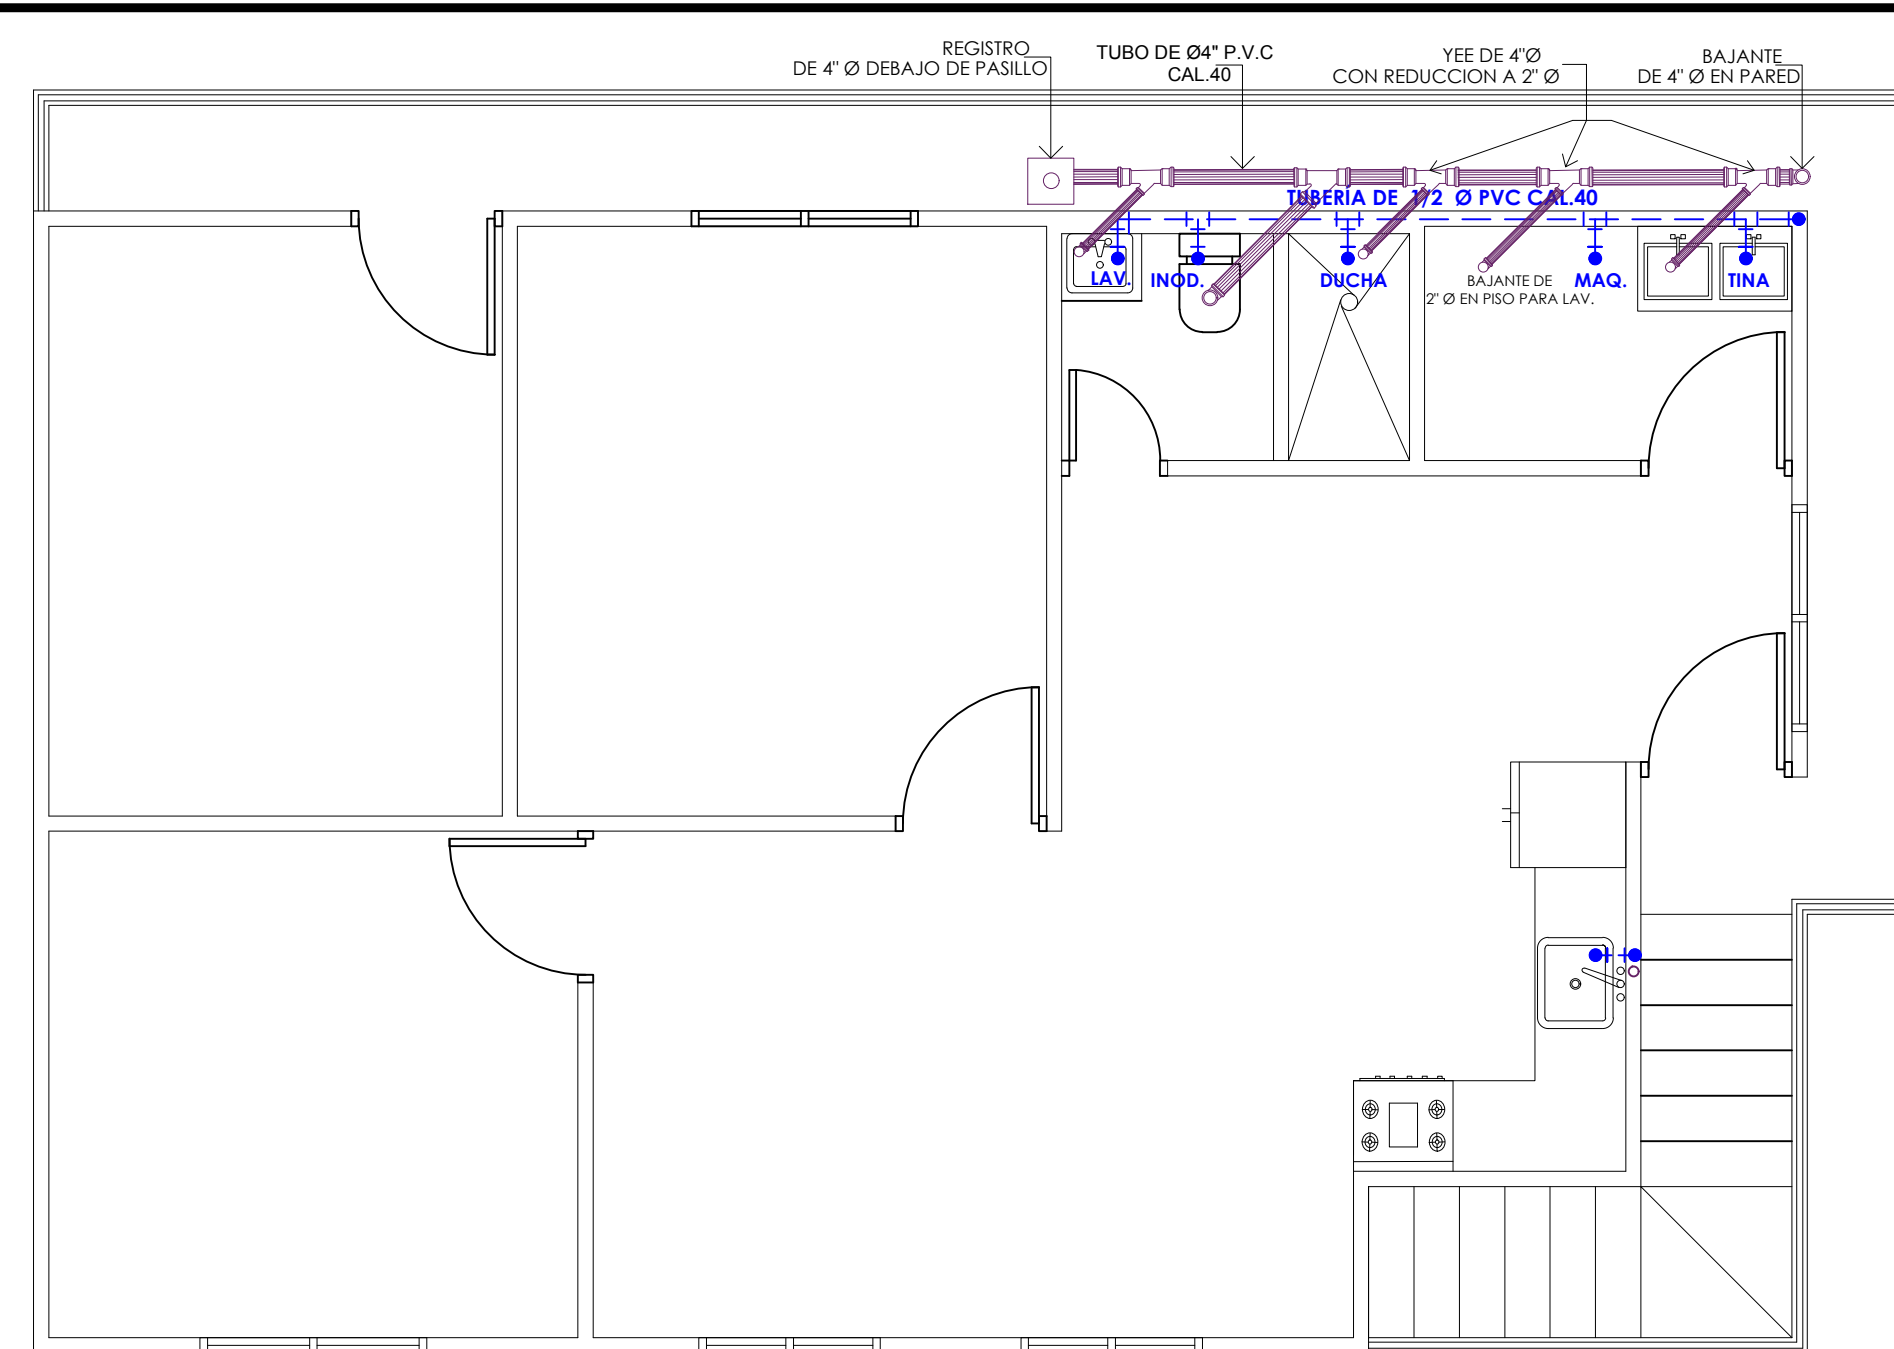 REGISTRO
DE 4" Ø DEBAJO DE PASILLO
TUBO DE Ø4" P.V.C
CAL.40
YEE DE 4"Ø
CON REDUCCION A 2" Ø
BAJANTE
DE 4" Ø EN PARED
TUBERÍA DE 1/2 Ø PVC CAL.40
LAV.
INOD.
DUCHA
BAJANTE DE
2" Ø EN PISO PARA LAV.
MAQ.
TINA